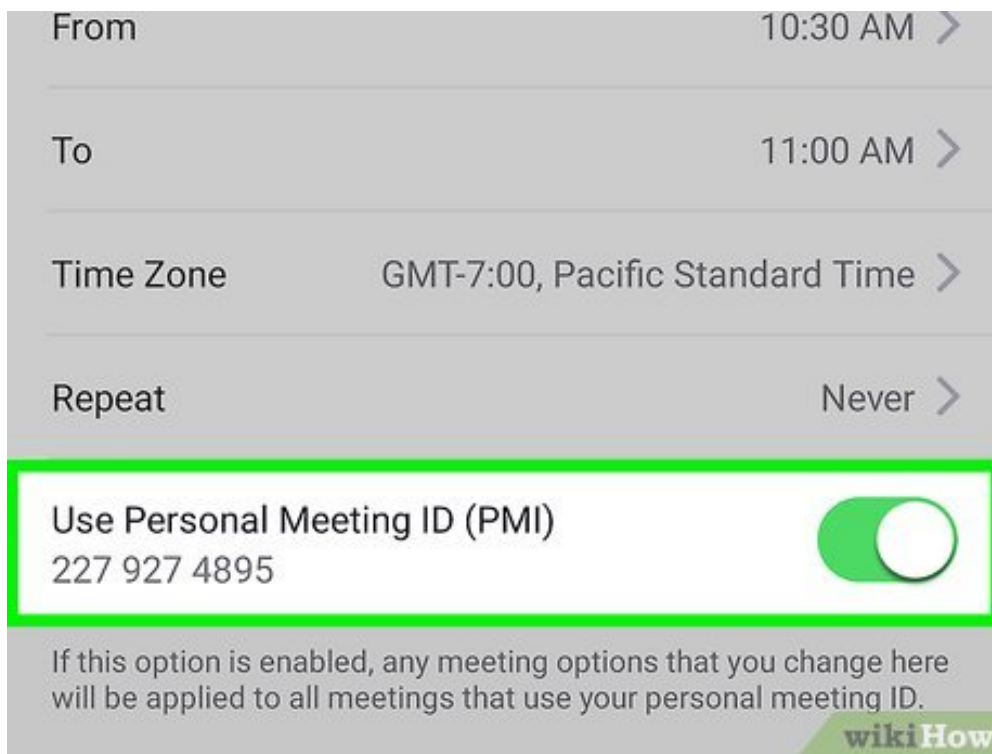 From 10:30 AM
To 11:00 AM
Time Zone GMT-7:00, Pacific Standard Time
Repeat Never
Use Personal Meeting ID (PMI)
227 927 4895
If this option is enabled, any meeting options that you change here
will be applied to all meetings that use your personal meeting ID.
wikiHow